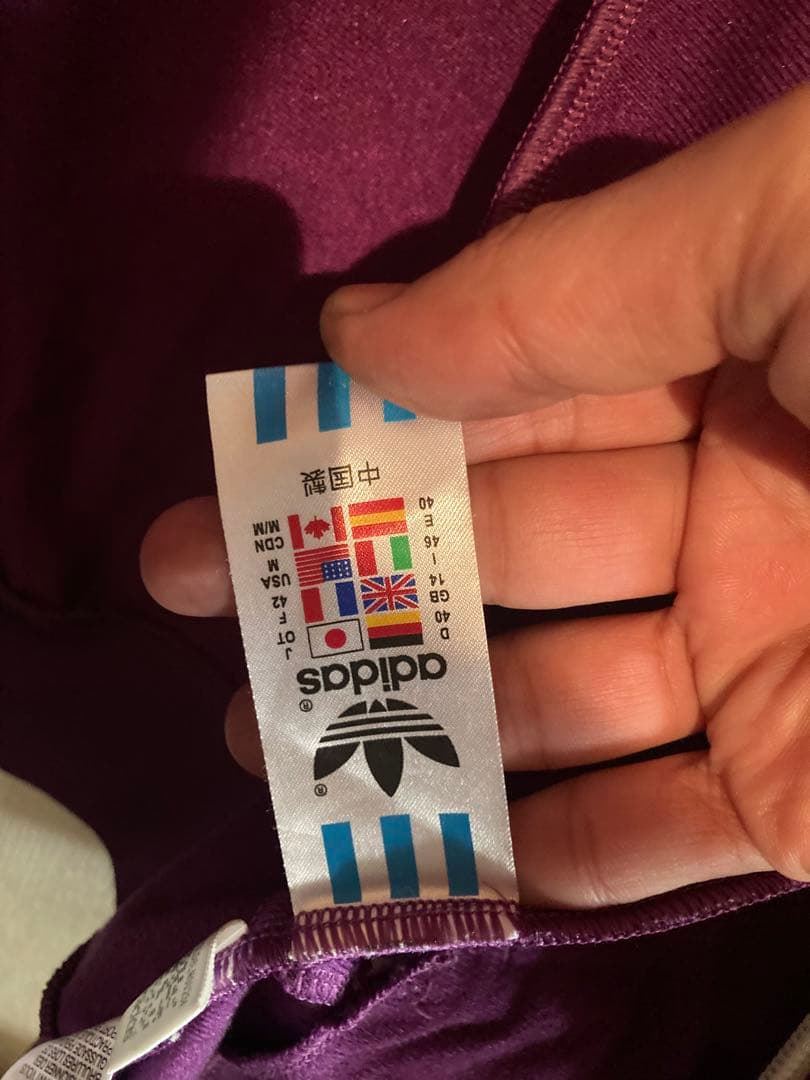 ®
adidas®
D 40 J OT
GB 14 F 42
I 46 USA M
E 40 CDN M/M
中国製